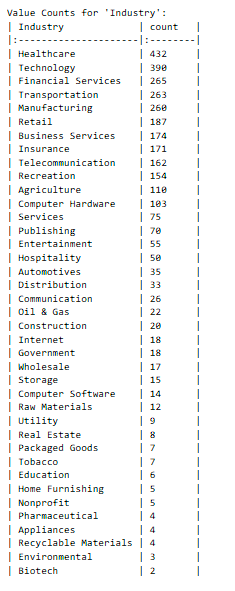 Value Counts for 'Industry':
| Industry | count |
|:---------------------|:--------|
| Healthcare | 432 |
| Technology | 390 |
| Financial Services | 265 |
| Transportation | 263 |
| Manufacturing | 260 |
| Retail | 187 |
| Business Services | 174 |
| Insurance | 171 |
| Telecommunication | 162 |
| Recreation | 154 |
| Agriculture | 110 |
| Computer Hardware | 103 |
| Services | 75 |
| Publishing | 70 |
| Entertainment | 55 |
| Hospitality | 50 |
| Automotives | 35 |
| Distribution | 33 |
| Communication | 26 |
| Oil & Gas | 22 |
| Construction | 20 |
| Internet | 18 |
| Government | 18 |
| Wholesale | 17 |
| Storage | 15 |
| Computer Software | 14 |
| Raw Materials | 12 |
| Utility | 9 |
| Real Estate | 8 |
| Packaged Goods | 7 |
| Tobacco | 7 |
| Education | 6 |
| Home Furnishing | 5 |
| Nonprofit | 5 |
| Pharmaceutical | 4 |
| Appliances | 4 |
| Recyclable Materials | 4 |
| Environmental | 3 |
| Biotech | 2 |